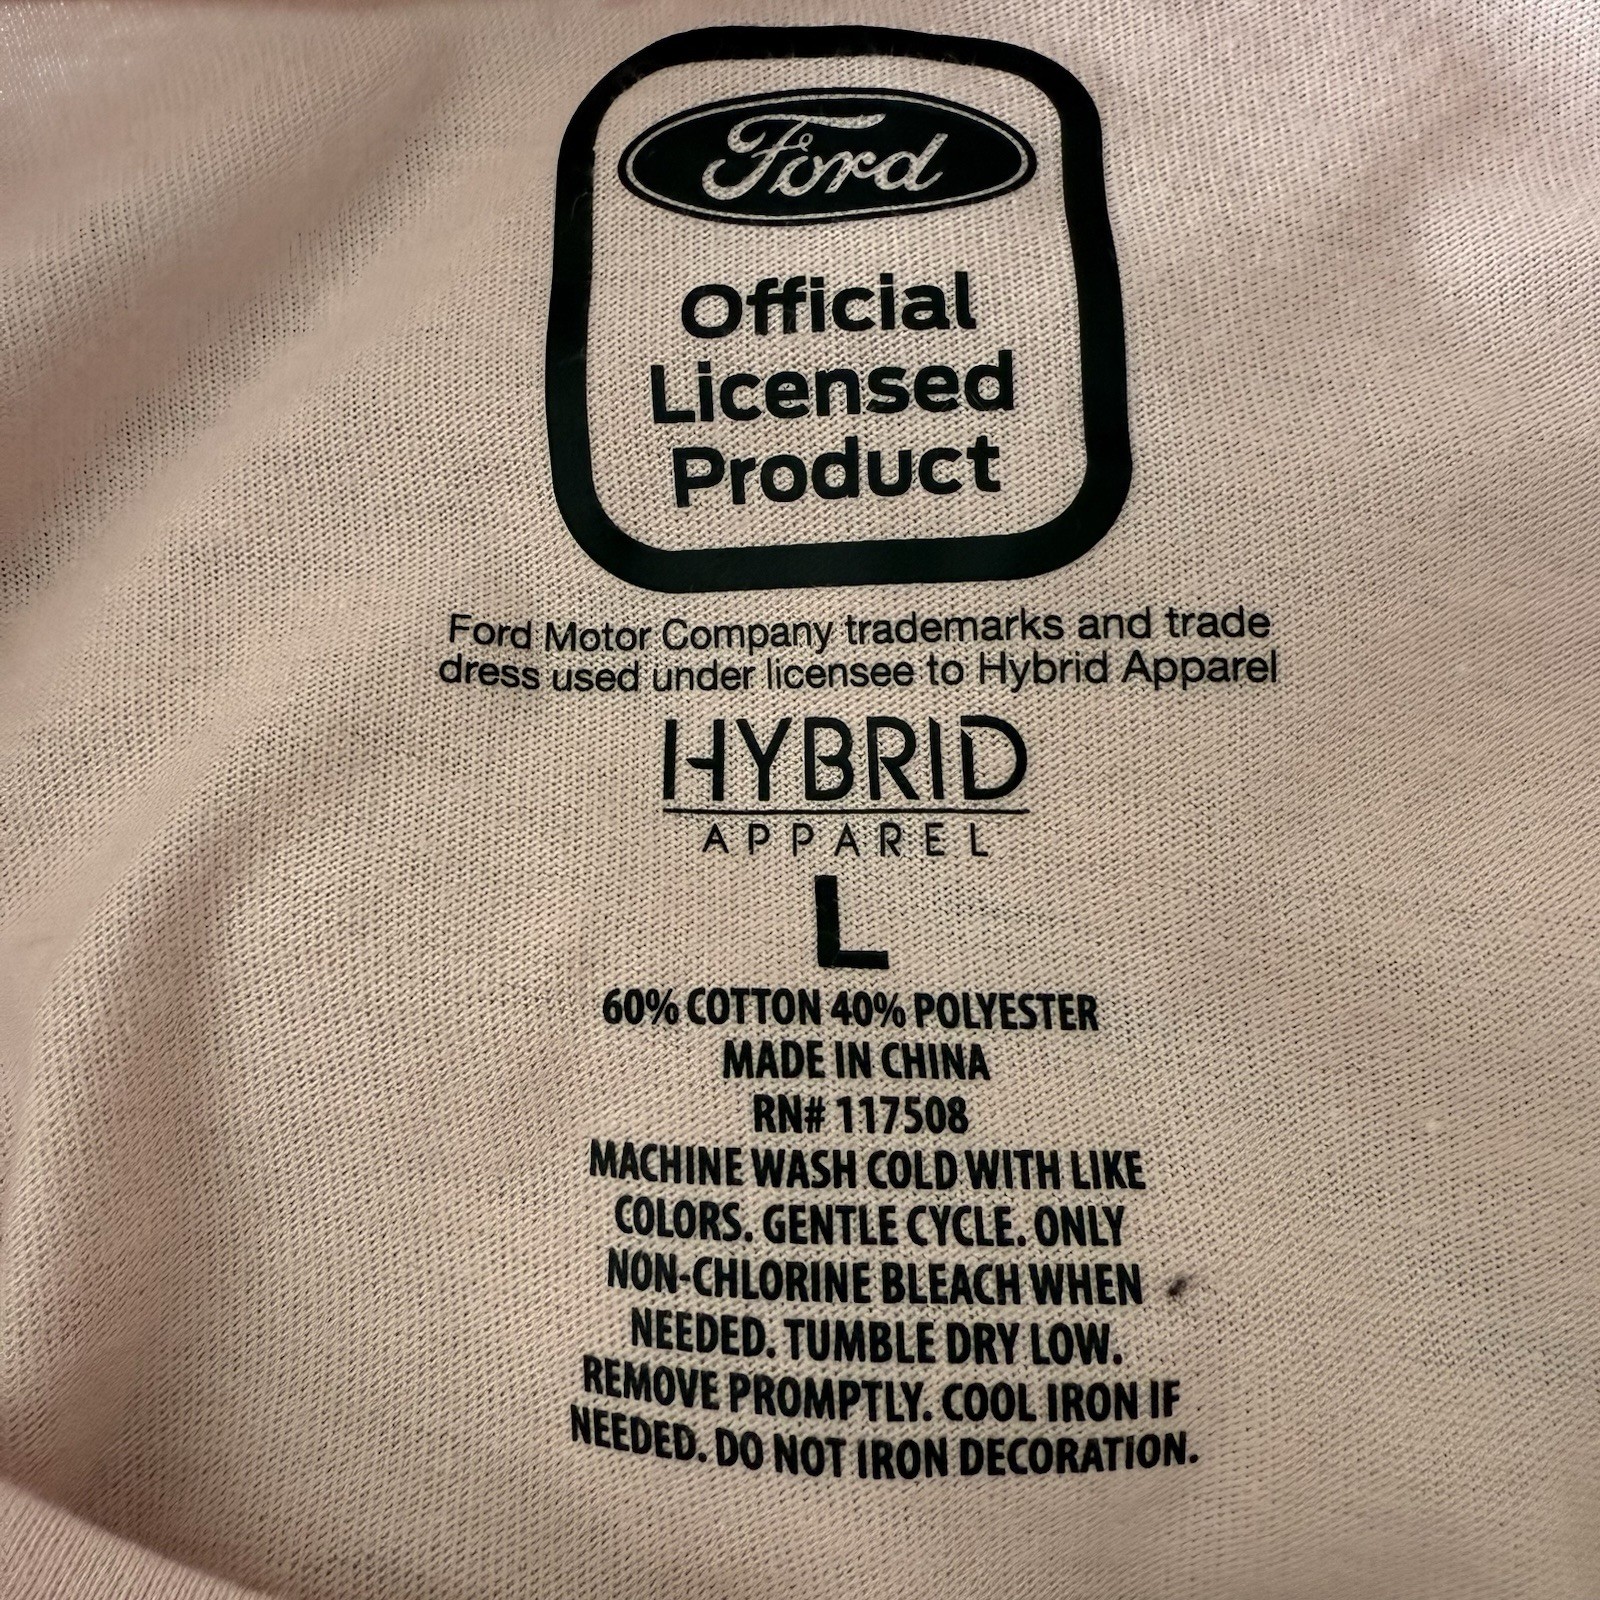 Ford
Official
Licensed
Product
Ford Motor Company trademarks and trade
dress used under licensee to Hybrid Apparel
HYBRID
APPAREL
L
60% COTTON 40% POLYESTER
MADE IN CHINA
RN# 117508
MACHINE WASH COLD WITH LIKE
COLORS. GENTLE CYCLE. ONLY
NON-CHLORINE BLEACH WHEN
NEEDED. TUMBLE DRY LOW.
REMOVE PROMPTLY. COOL IRON IF
NEEDED. DO NOT IRON DECORATION.